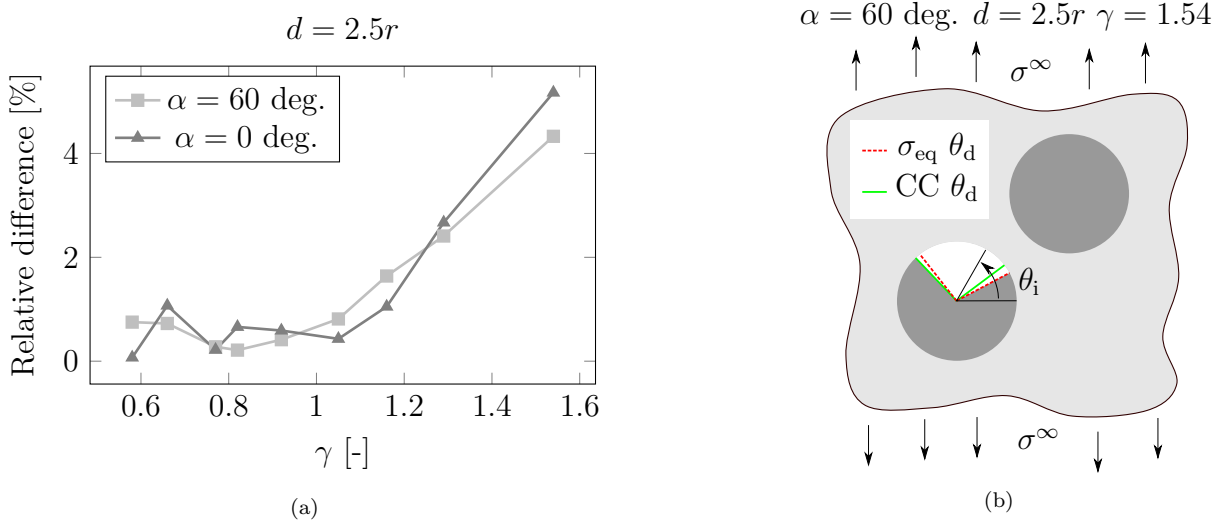 d = 2.5r
Relative difference [%]
α = 60 deg.
α = 0 deg.
4
2
0
0.6 0.8 1 1.2 1.4 1.6
γ [-]
(a)
α = 60 deg. d = 2.5r γ = 1.54
σ^∞
σ_eq θ_d
CC θ_d
θ_i
σ^∞
(b)